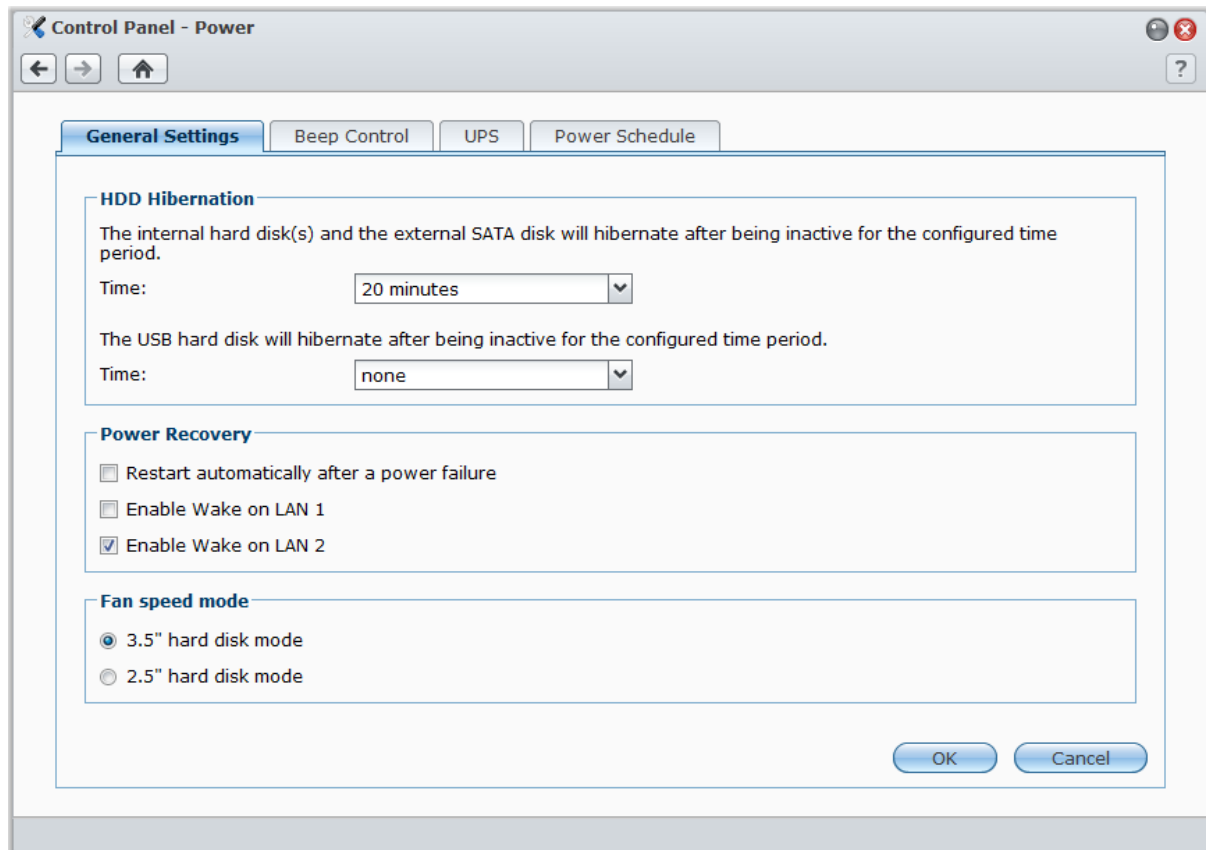 Control Panel - Power
?
General Settings
Beep Control
UPS
Power Schedule
HDD Hibernation
The internal hard disk(s) and the external SATA disk will hibernate after being inactive for the configured time
period.
Time:
20 minutes
The USB hard disk will hibernate after being inactive for the configured time period.
Time:
none
Power Recovery
Restart automatically after a power failure
Enable Wake on LAN 1
Enable Wake on LAN 2
Fan speed mode
3.5" hard disk mode
2.5" hard disk mode
OK
Cancel